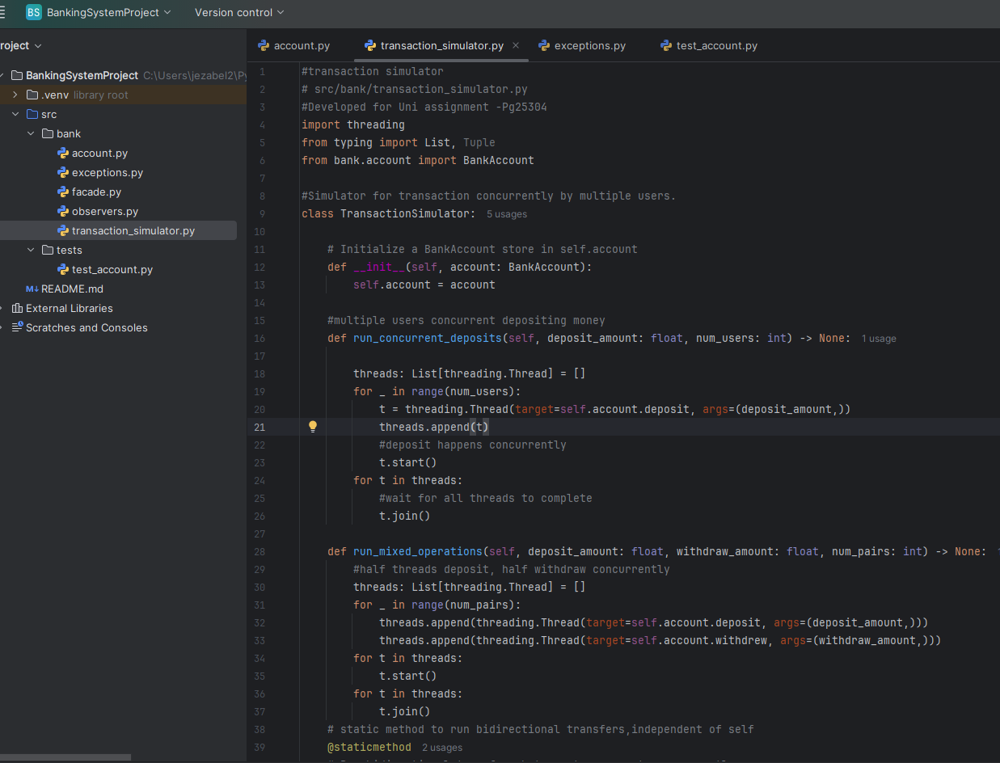 BS BankingSystemProject Version control
roject
account.py transaction_simulator.py exceptions.py test_account.py
BankingSystemProject C:\Users\jezabel2\Py
.venv library root
src
bank
account.py
exceptions.py
facade.py
observers.py
transaction_simulator.py
tests
test_account.py
M↓ README.md
External Libraries
Scratches and Consoles
1 #transaction simulator
2 # src/bank/transaction_simulator.py
3 #Developed for Uni assignment -Pg25304
4 import threading
5 from typing import List, Tuple
6 from bank.account import BankAccount
7
8 #Simulator for transaction concurrently by multiple users.
9 class TransactionSimulator: 5 usages
10
11 # Initialize a BankAccount store in self.account
12 def __init__(self, account: BankAccount):
13 self.account = account
14
15 #multiple users concurrent depositing money
16 def run_concurrent_deposits(self, deposit_amount: float, num_users: int) -> None: 1 usage
17
18 threads: List[threading.Thread] = []
19 for _ in range(num_users):
20 t = threading.Thread(target=self.account.deposit, args=(deposit_amount,))
21 threads.append(t)
22 #deposit happens concurrently
23 t.start()
24 for t in threads:
25 #wait for all threads to complete
26 t.join()
27
28 def run_mixed_operations(self, deposit_amount: float, withdraw_amount: float, num_pairs: int) -> None:
29 #half threads deposit, half withdraw concurrently
30 threads: List[threading.Thread] = []
31 for _ in range(num_pairs):
32 threads.append(threading.Thread(target=self.account.deposit, args=(deposit_amount,)))
33 threads.append(threading.Thread(target=self.account.withdrew, args=(withdraw_amount,)))
34 for t in threads:
35 t.start()
36 for t in threads:
37 t.join()
38 # static method to run bidirectional transfers,independent of self
39 @staticmethod 2 usages